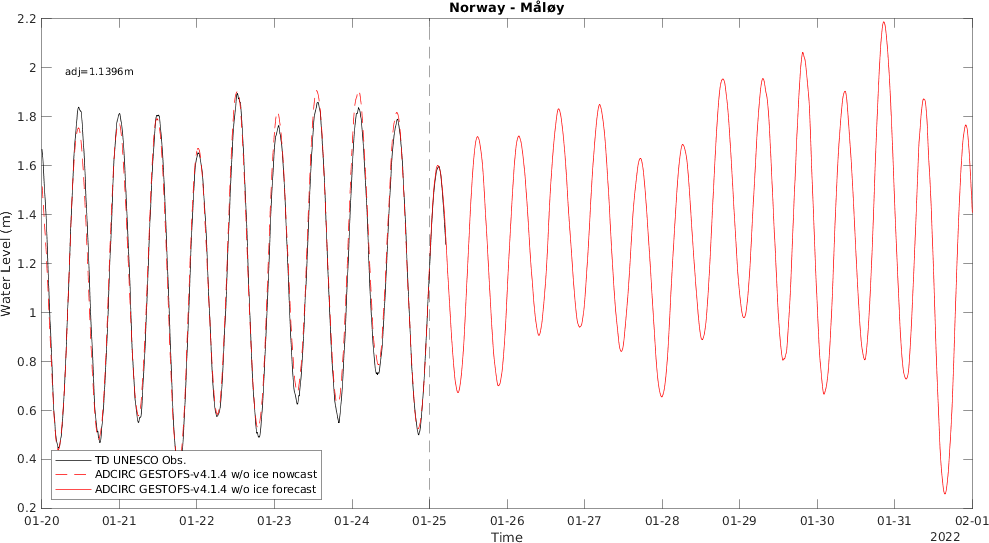 Norway - Måløy
2.2
2
1.8
1.6
1.4
1.2
1
0.8
0.6
0.4
0.2
Water Level (m)
adj=1.1396m
TD UNESCO Obs.
ADCIRC GESTOFS-v4.1.4 w/o ice nowcast
ADCIRC GESTOFS-v4.1.4 w/o ice forecast
01-20 01-21 01-22 01-23 01-24 01-25 01-26 01-27 01-28 01-29 01-30 01-31 02-01
Time
2022